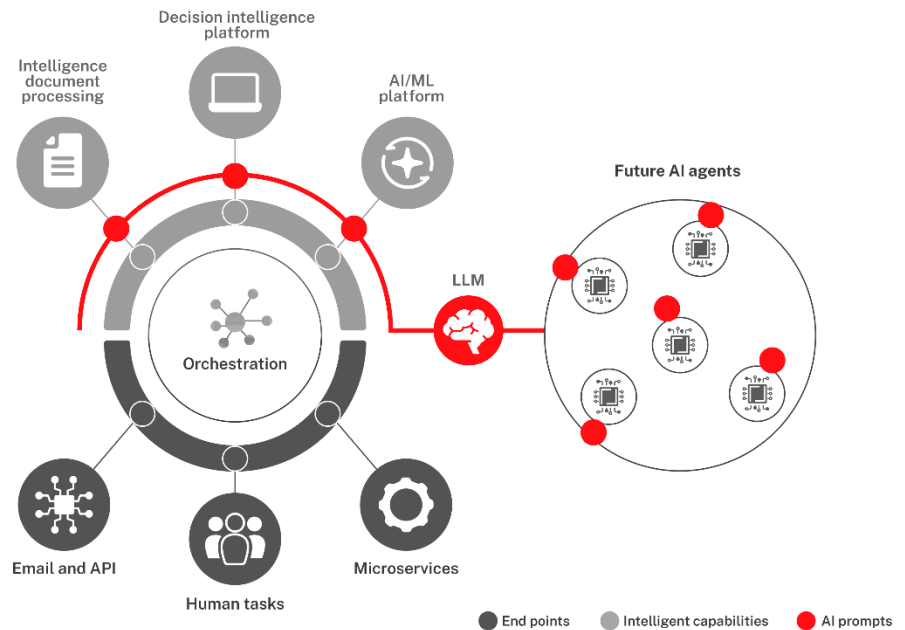 Decision intelligence
platform
Intelligence
document
processing
AI/ML
platform
Future AI agents
LLM
Orchestration
Email and API
Human tasks
Microservices
End points
Intelligent capabilities
AI prompts